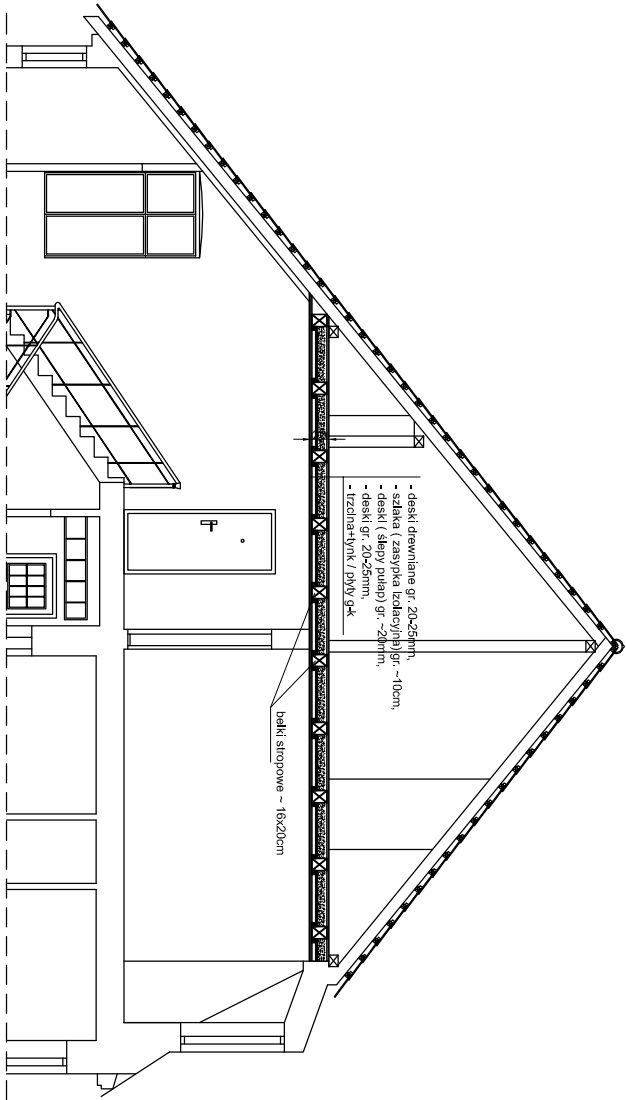 - deski drewniane gr. 20-25mm,
- szlaka ( zasypka izolacyjna) gr. ~10cm,
- deski ( ślepy pułap) gr. ~20mm,
- deski gr. 20-25mm,
- trzcina+tynk / płyty g-k
belki stropowe ~ 16x20cm